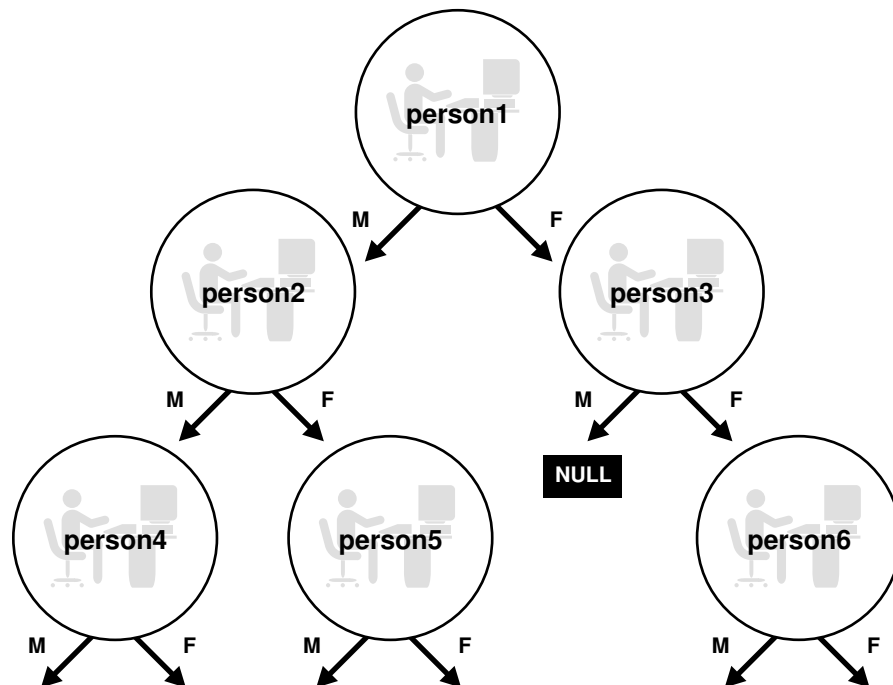 person1
M F
person2 person3
M F M F
NULL
person4 person5 person6
M F M F M F